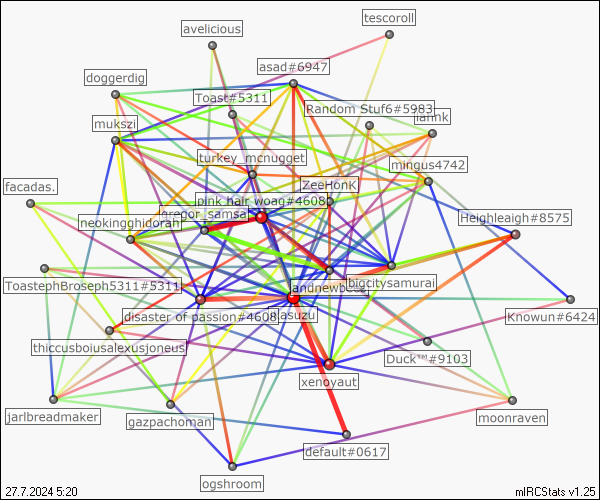 tescoroll
avelicious
asad#6947
doggerdig
Toast#5311
Random Stuf6#5983
mukszi
turkey_mcnugget
mingus4742
ZeeHonK
facadas.
pink hair woag#4608
gregor_samsa
Heighleaigh#8575
neokingghidorah
ToastephBroseph5311#5311
bigcitysamurai
disaster of passion#4608
asuzu
Knowun#6424
thiccusboiusalexusjoneus
Duck™#9103
xenoyaut
jarlbreadmaker
gazpachoman
moonraven
default#0617
ogshroom
27.7.2024 5:20
mIRCStats v1.25